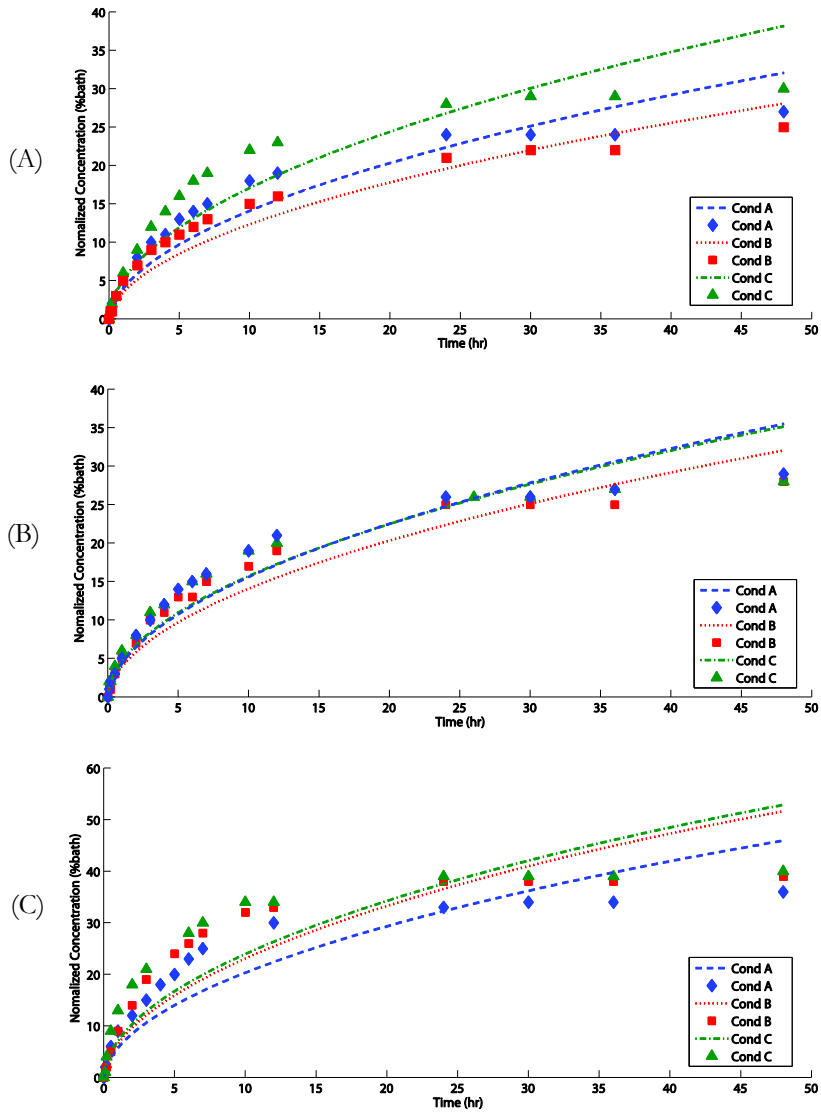 (A)
Normalized Concentration (%bath)
40
35
30
25
20
15
10
5
0
0 5 10 15 20 25 30 35 40 45 50
Time (hr)
Cond A
Cond A
Cond B
Cond B
Cond C
Cond C
(B)
Nomalized Concentration (%bath)
40
35
30
25
20
15
10
5
0
0 5 10 15 20 25 30 35 40 45 50
Time (hr)
Cond A
Cond A
Cond B
Cond B
Cond C
Cond C
(C)
Normalized Concentration (%bath)
60
50
40
30
20
10
0
0 5 10 15 20 25 30 35 40 45 50
Time (hr)
Cond A
Cond A
Cond B
Cond B
Cond C
Cond C